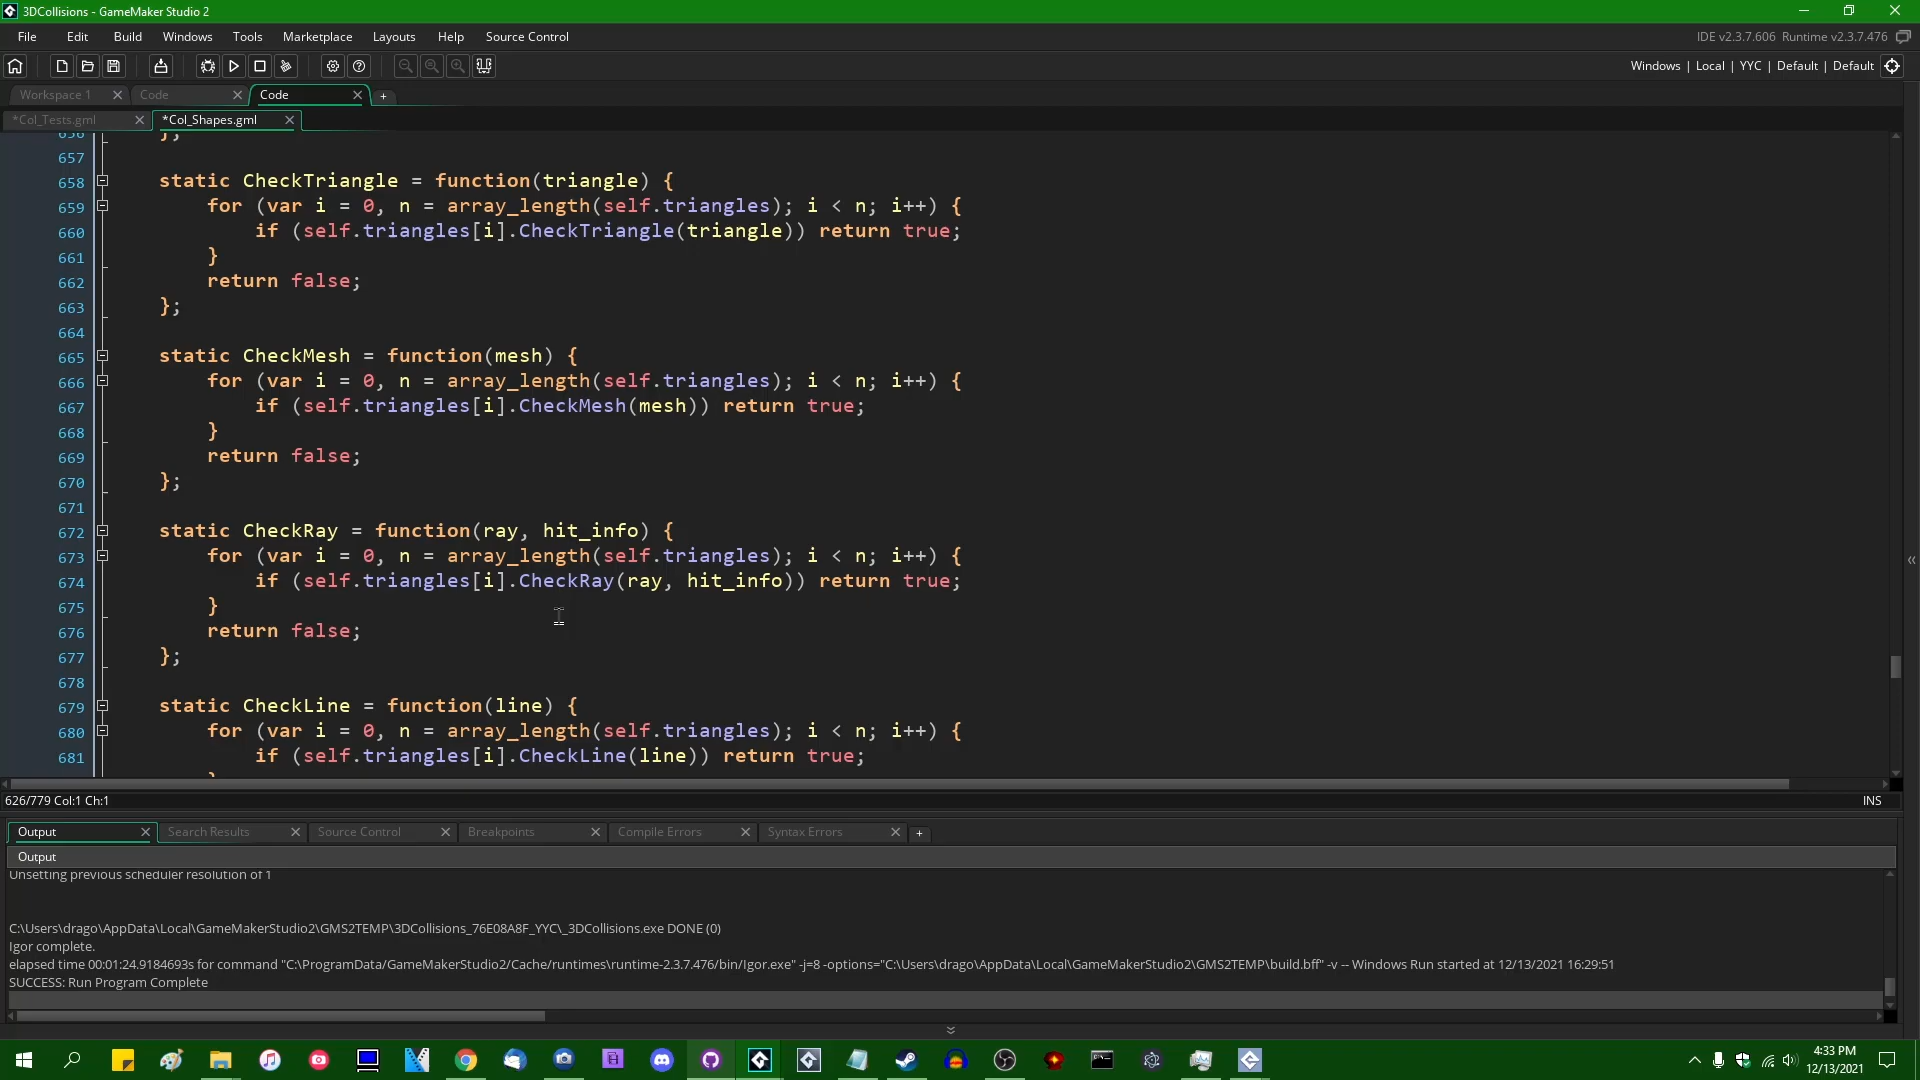 3DCollisions - GameMaker Studio 2
File Edit Build Windows Tools Marketplace Layouts Help Source Control
IDE v2.3.7.606 Runtime v2.3.7.476
Windows | Local | YYC | Default | Default
Workspace 1 Code Code
*Col_Tests.gml *Col_Shapes.gml
656 };
657
658 static CheckTriangle = function(triangle) {
659 for (var i = 0, n = array_length(self.triangles); i < n; i++) {
660 if (self.triangles[i].CheckTriangle(triangle)) return true;
661 }
662 return false;
663 };
664
665 static CheckMesh = function(mesh) {
666 for (var i = 0, n = array_length(self.triangles); i < n; i++) {
667 if (self.triangles[i].CheckMesh(mesh)) return true;
668 }
669 return false;
670 };
671
672 static CheckRay = function(ray, hit_info) {
673 for (var i = 0, n = array_length(self.triangles); i < n; i++) {
674 if (self.triangles[i].CheckRay(ray, hit_info)) return true;
675 }
676 return false;
677 };
678
679 static CheckLine = function(line) {
680 for (var i = 0, n = array_length(self.triangles); i < n; i++) {
681 if (self.triangles[i].CheckLine(line)) return true;
626/779 Col:1 Ch:1 INS
Output Search Results Source Control Breakpoints Compile Errors Syntax Errors
Output
Unsetting previous scheduler resolution of 1
C:\Users\drago\AppData\Local\GameMakerStudio2\GMS2TEMP\3DCollisions_76E08A8F_YYC\_3DCollisions.exe DONE (0)
Igor complete.
elapsed time 00:01:24.9184693s for command "C:\ProgramData/GameMakerStudio2/Cache/runtimes\runtime-2.3.7.476/bin/Igor.exe" -j=8 -options="C:\Users\drago\AppData\Local\GameMakerStudio2\GMS2TEMP\build.bff" -v -- Windows Run started at 12/13/2021 16:29:51
SUCCESS: Run Program Complete
4:33 PM
12/13/2021